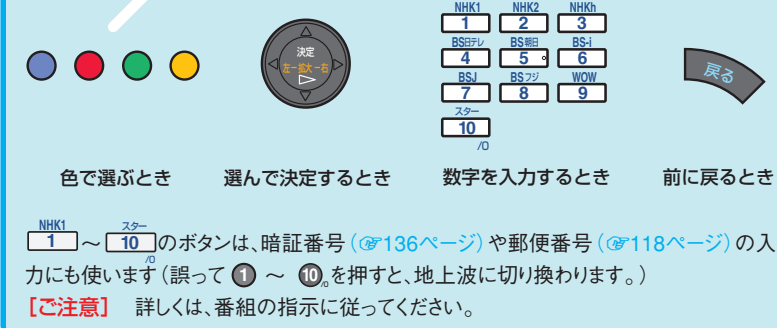 NHK1 NHK2 NHKh
1 2 3
決定
左－拡大－右
BS日テレ BS朝日 BS-i
4 5 6
BSJ BSフジ WOW
7 8 9
戻る
スター
10
/0
色で選ぶとき 選んで決定するとき 数字を入力するとき 前に戻るとき
NHK1 スター
1 ～ 10 /0 のボタンは、暗証番号（☞136ページ）や郵便番号（☞118ページ）の入
力にも使います（誤って ① ～ ⑩/0 を押すと、地上波に切り換わります。）
［ご注意］ 詳しくは、番組の指示に従ってください。